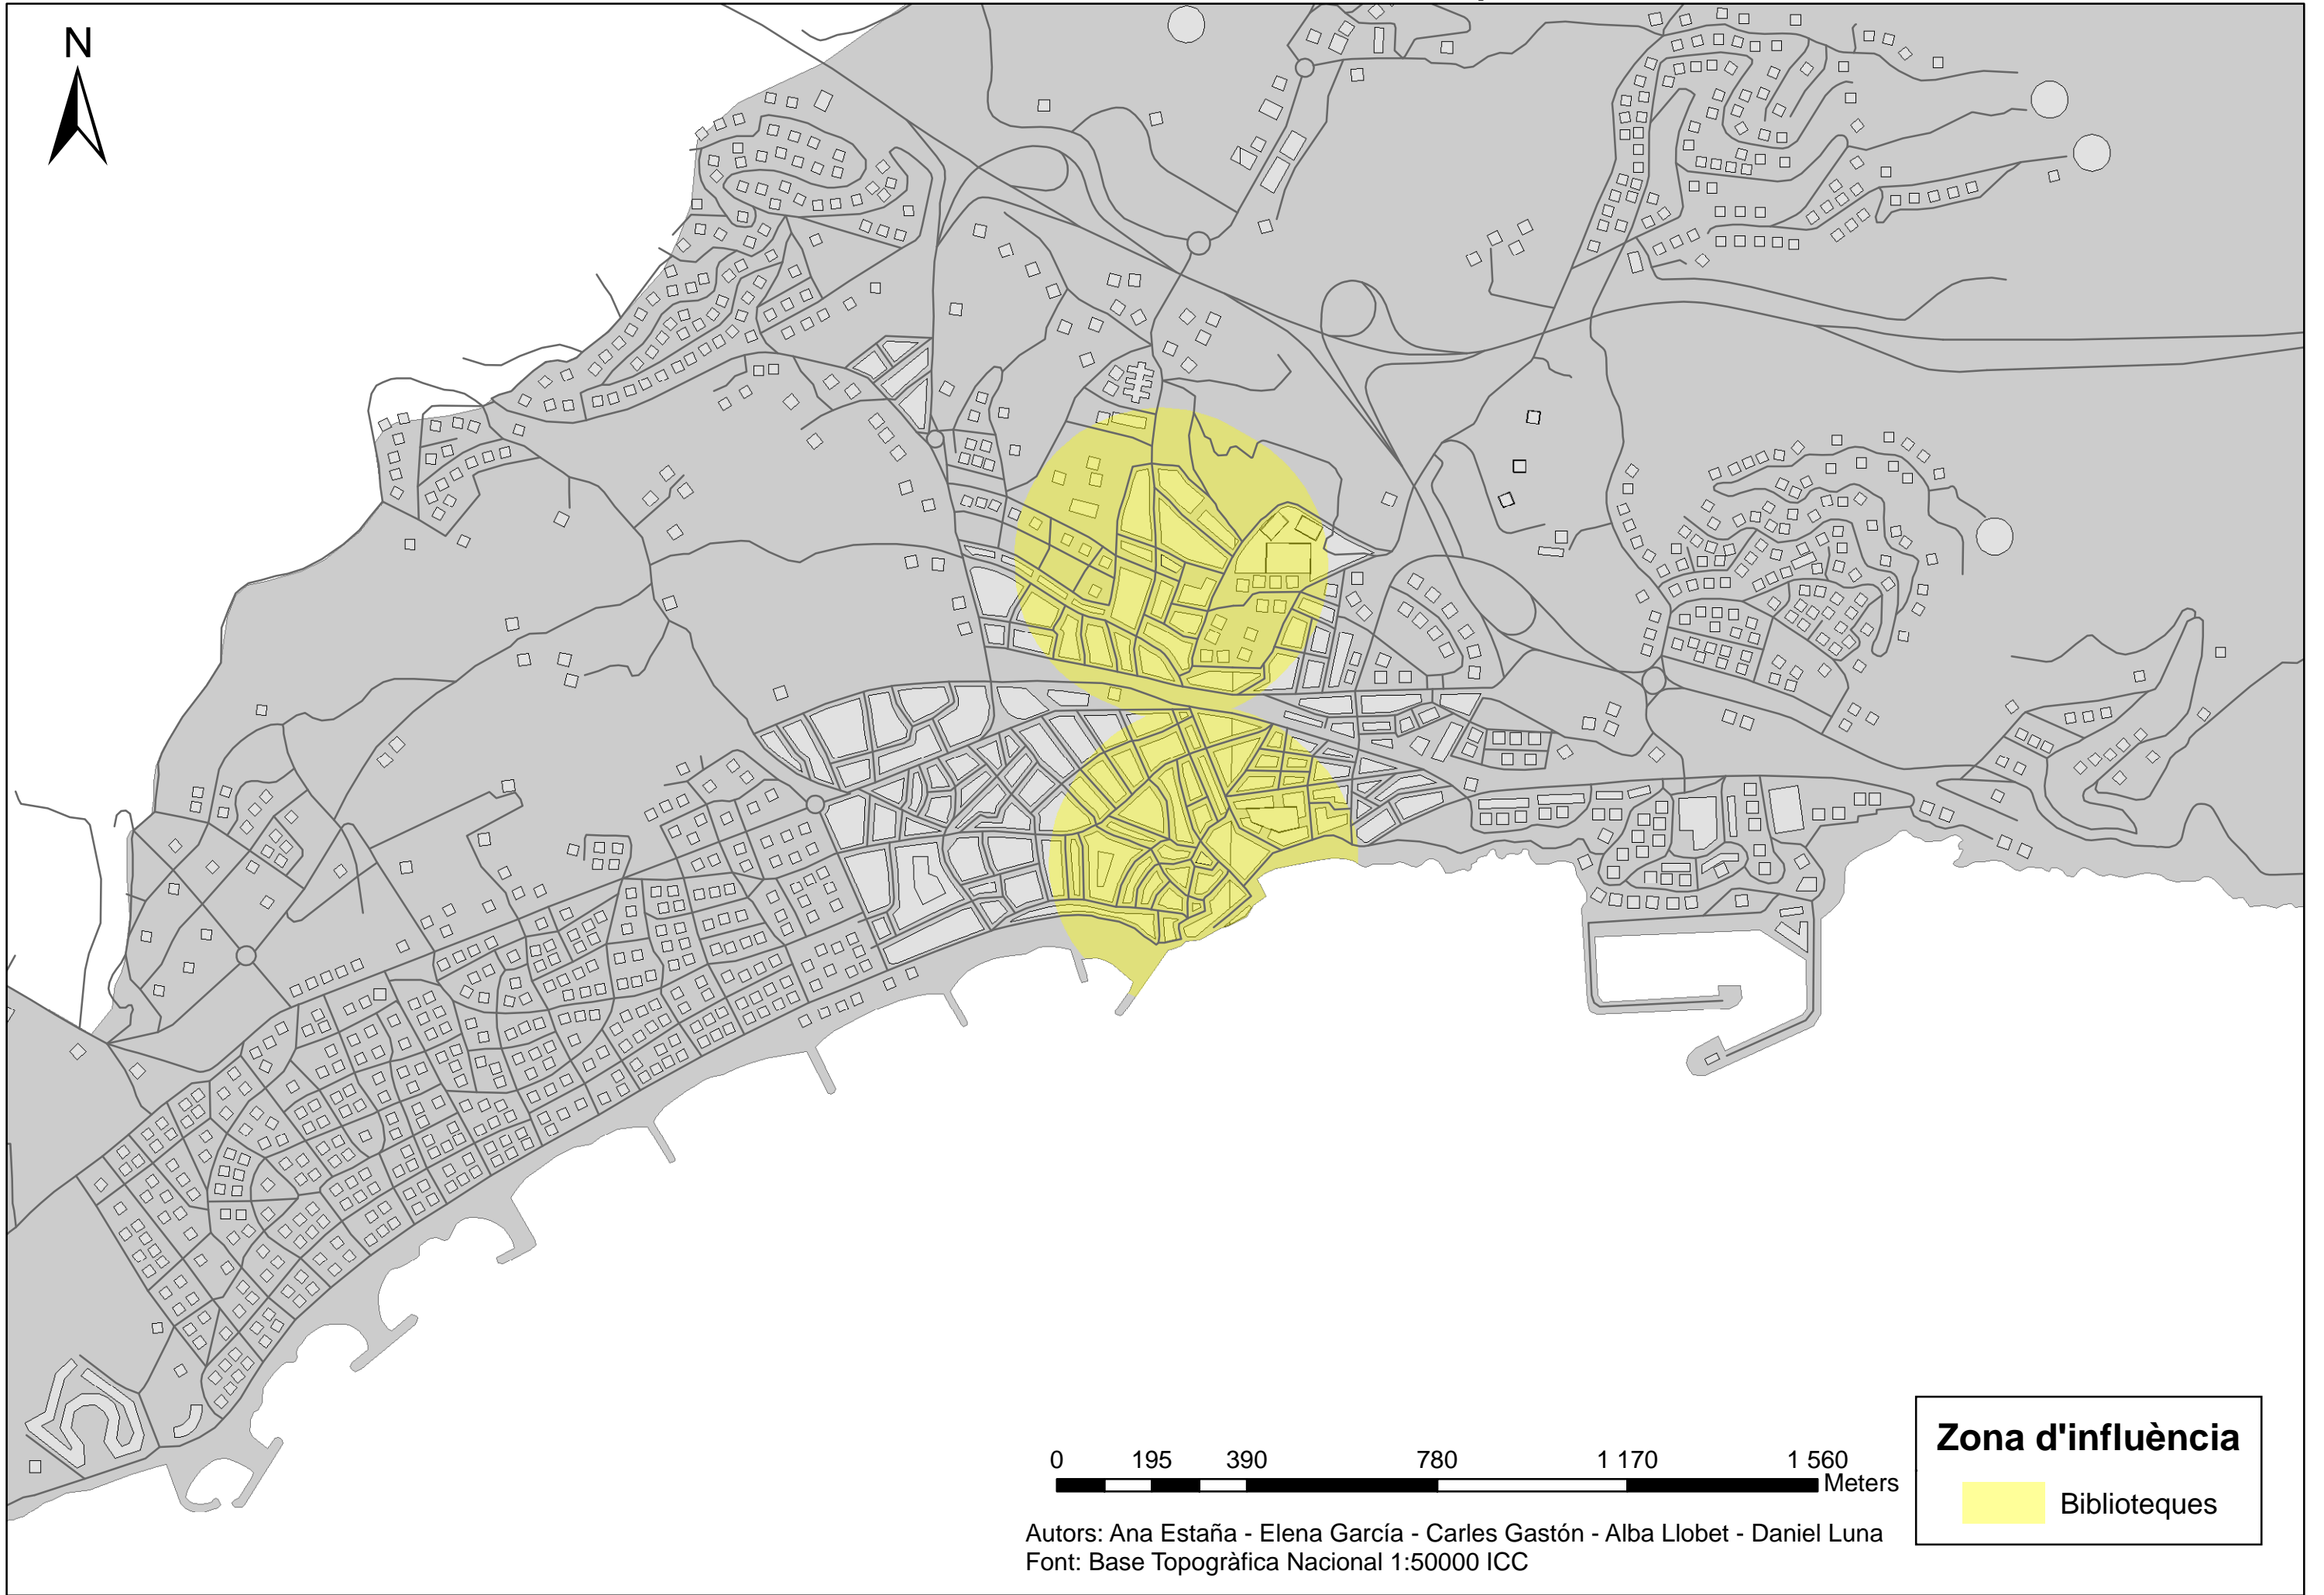 N
0 195 390 780 1 170 1 560
Meters
Autors: Ana Estaña - Elena García - Carles Gastón - Alba Llobet - Daniel Luna
Font: Base Topogràfica Nacional 1:50000 ICC
Zona d'influència
Biblioteques